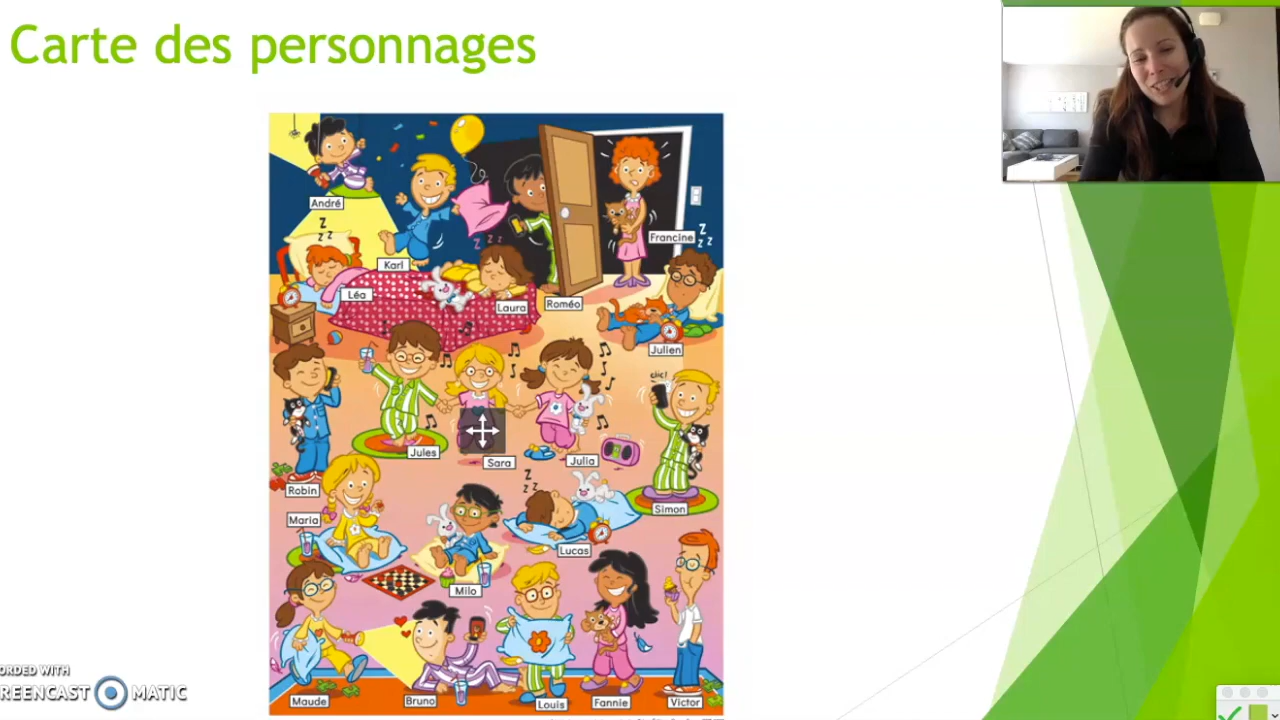 Carte des personnages
André
Z
Z Z
Karl
Léa
Z Z Z
Laura
Roméo
Francine
Z
Z Z
Julien
clic!
Jules
Sara
Julia
Robin
Maria
Z
Z Z
Simon
Lucas
Milo
Maude
Bruno
Louis
Fannie
Victor
ORDED WITH
REENCAST MATIC